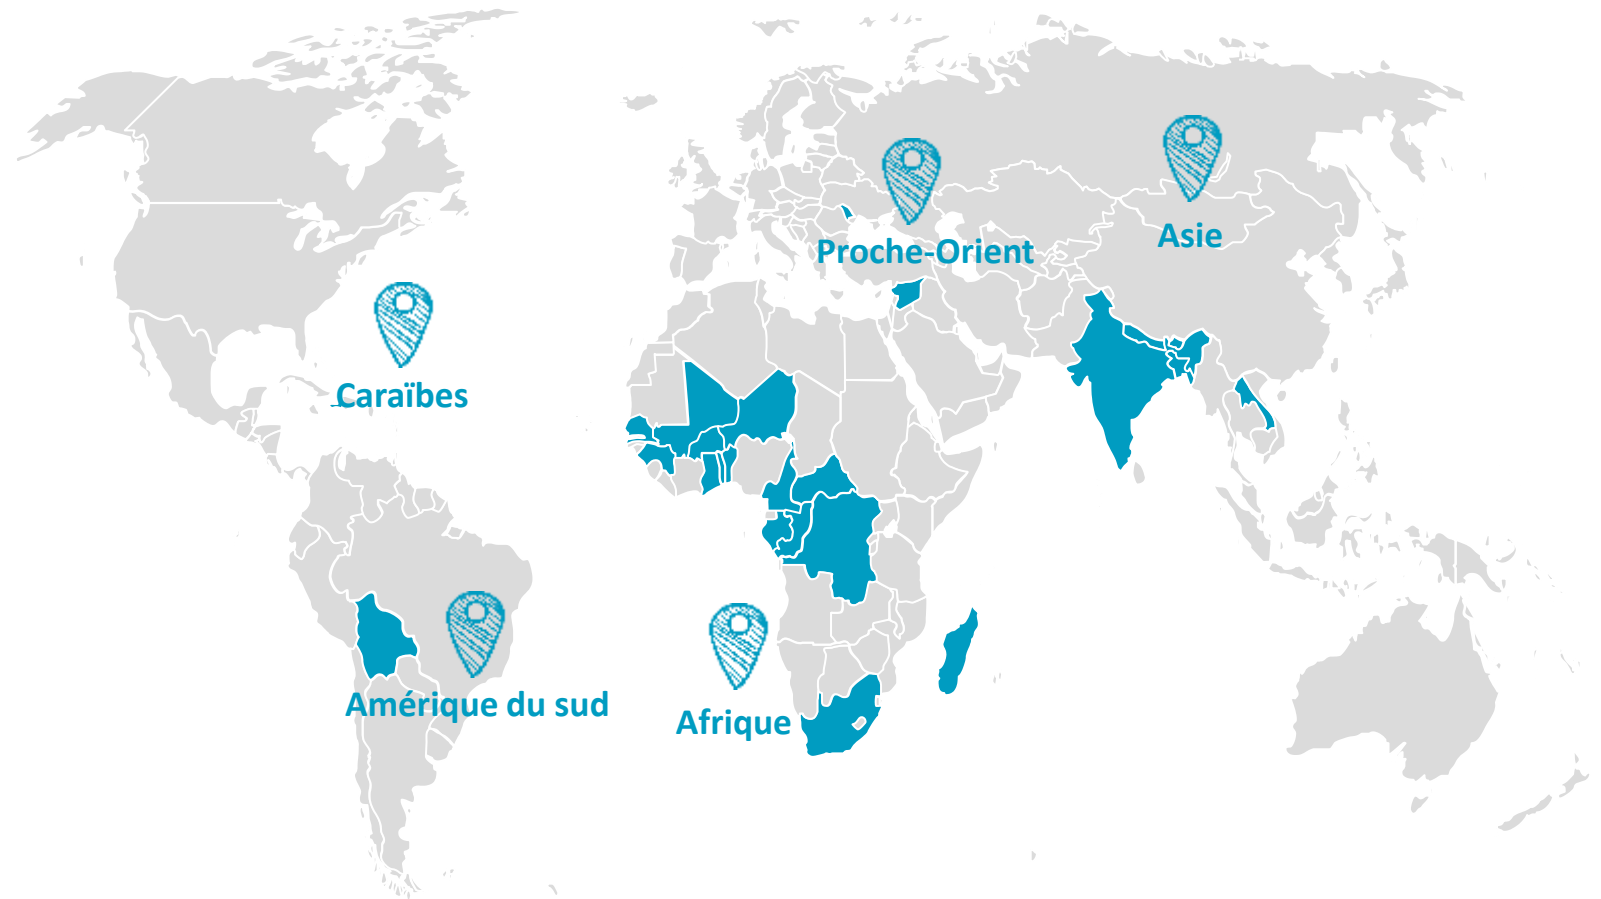 Proche-Orient
Asie
Caraïbes
Amérique du sud
Afrique